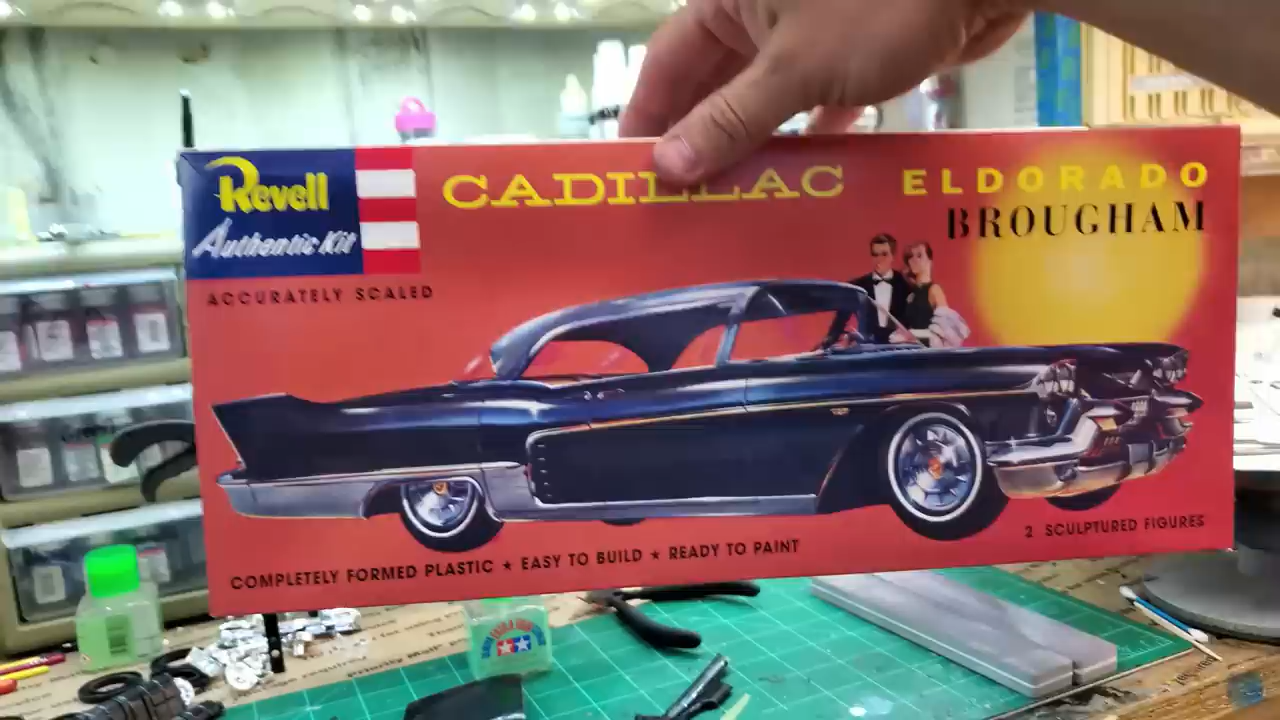 Revell
Authentic Kit
CADILLAC
ELDORADO
BROUGHAM
ACCURATELY SCALED
COMPLETELY FORMED PLASTIC ★ EASY TO BUILD ★ READY TO PAINT
2 SCULPTURED FIGURES